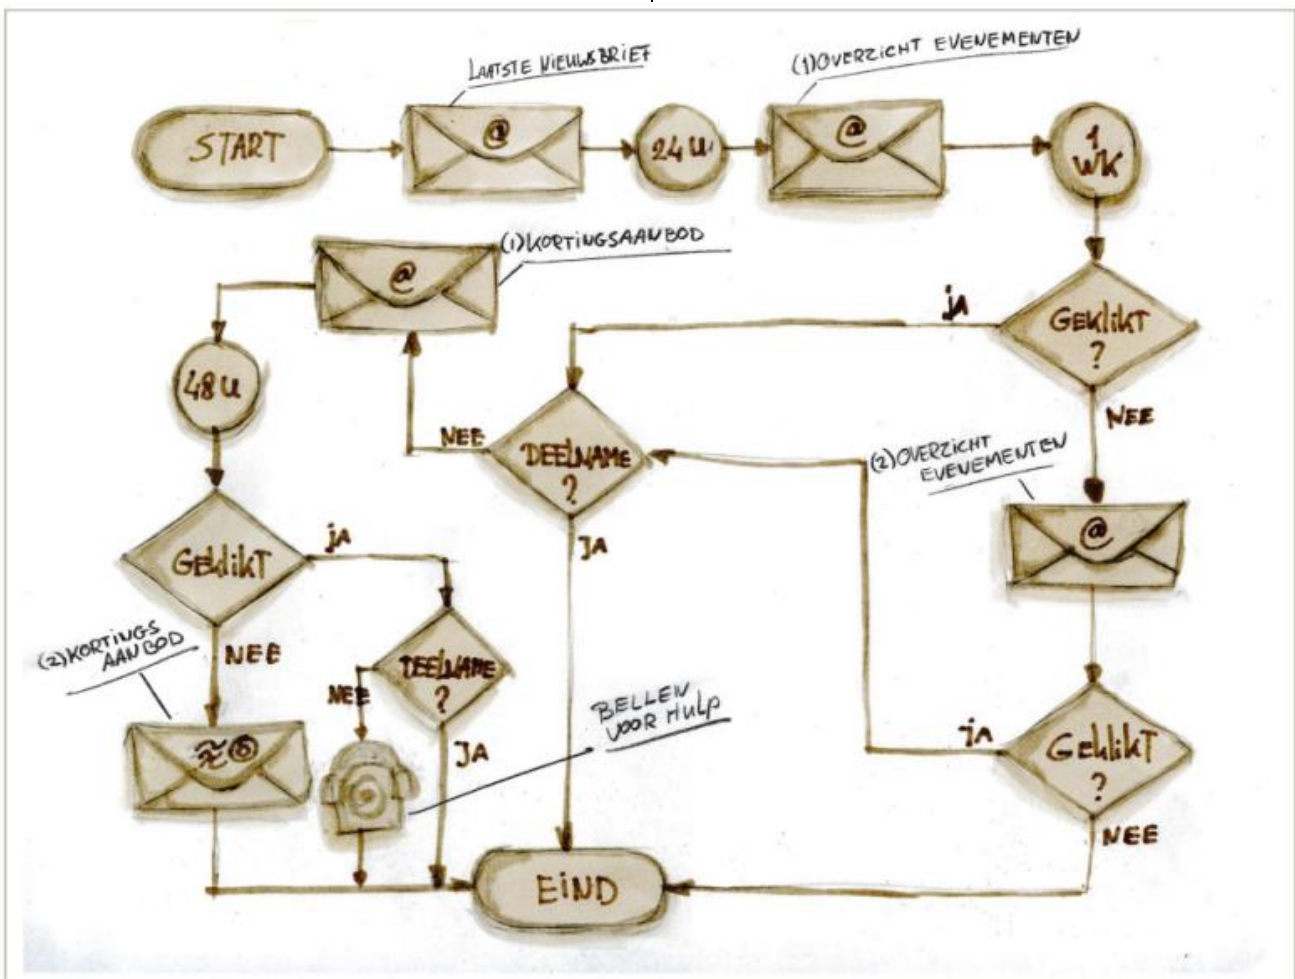 LAATSTE NIEUWSBRIEF
(1) OVERZICHT EVENEMENTEN
START
@
24 U.
@
1
WK
(1) KORTINGSAANBOD
@
jA
GEKlikT
?
48 U
NEE
NEE
DEELNAME
?
(2) OVERZICHT
EVENEMENTEN
@
jA
JA
GEklikT
(2) KORTINGS
AANBOD
NEE
DEELNAME
?
NEE
BELLEN
VOOR HULP
jA
GEklikT
?
JA
NEE
EiND